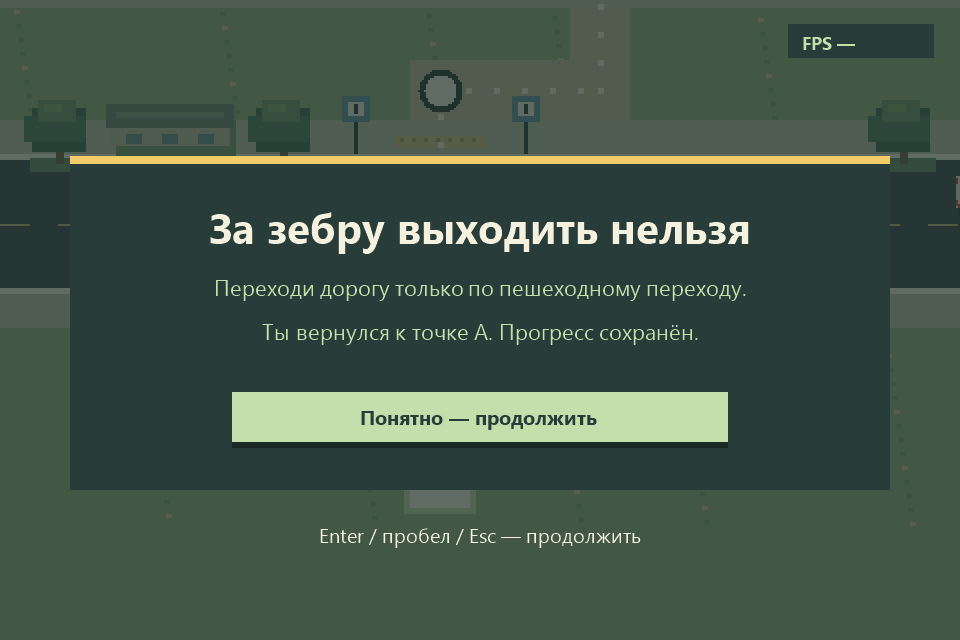 FPS —
За зебру выходить нельзя
Переходи дорогу только по пешеходному переходу.
Ты вернулся к точке А. Прогресс сохранён.
Понятно — продолжить
Enter / пробел / Esc — продолжить